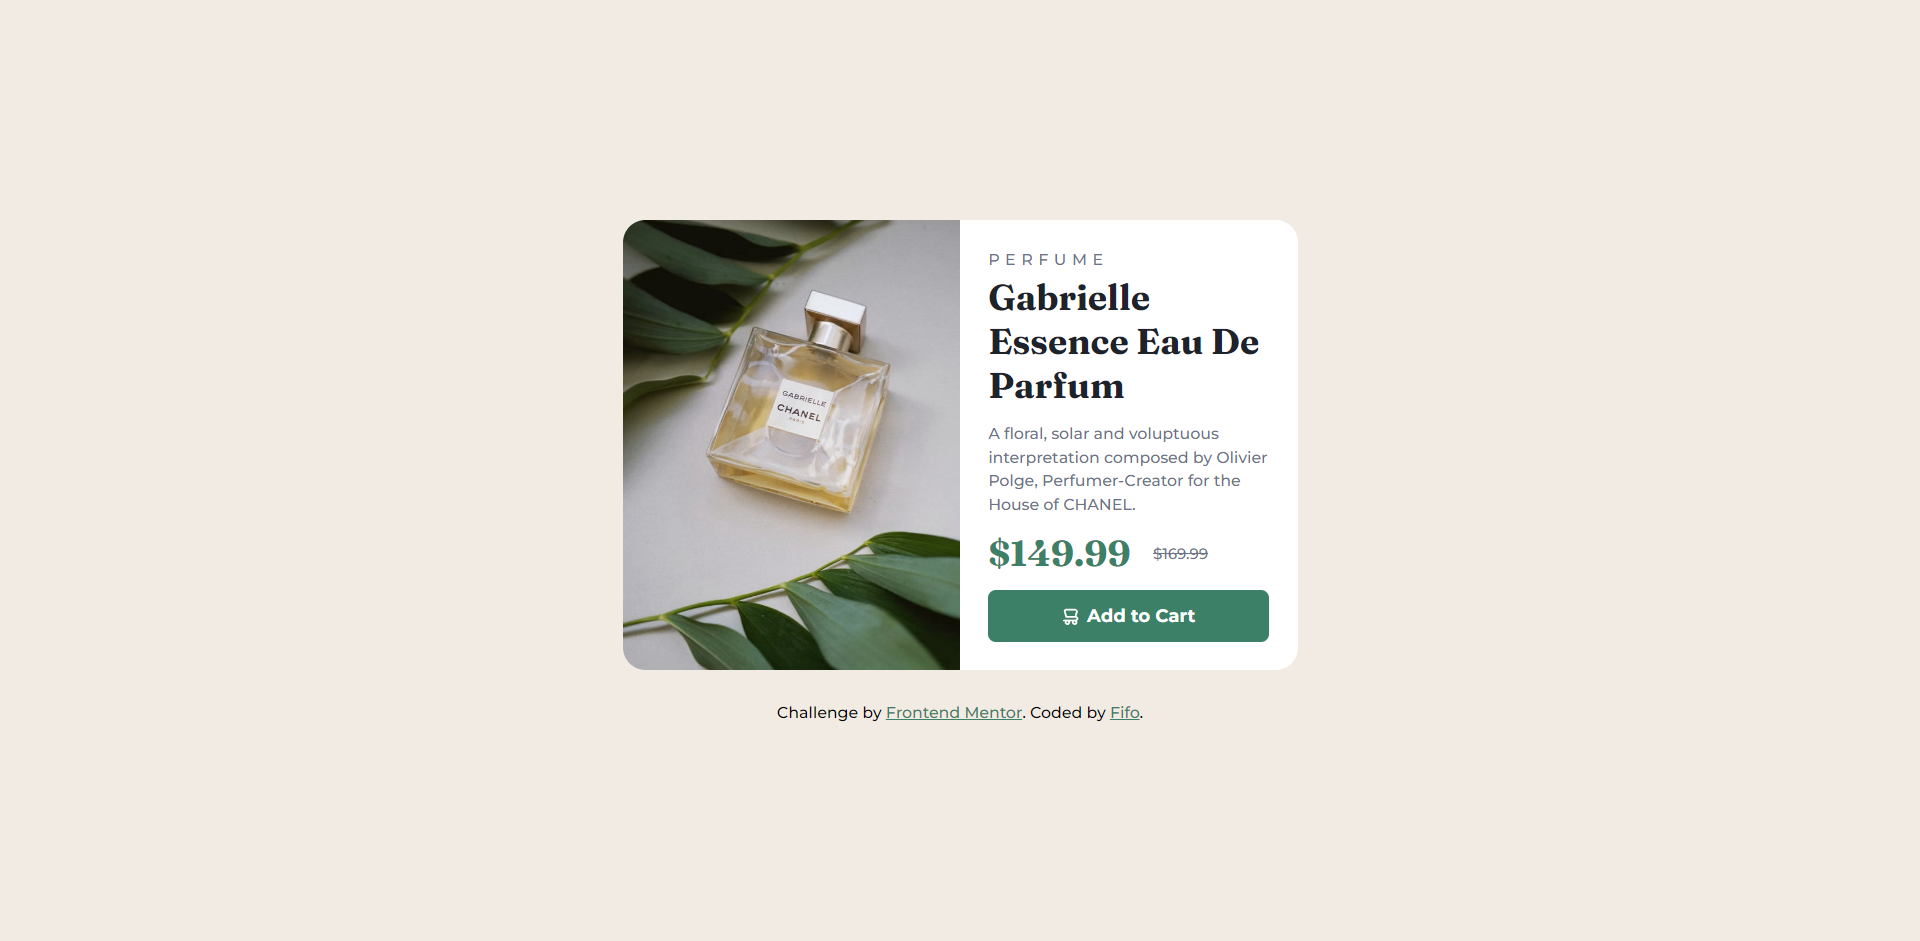 GABRIELLE
CHANEL
PARIS
PERFUME
Gabrielle
Essence Eau De
Parfum
A floral, solar and voluptuous
interpretation composed by Olivier
Polge, Perfumer-Creator for the
House of CHANEL.
$149.99 $169.99
Add to Cart
Challenge by Frontend Mentor. Coded by Fifo.